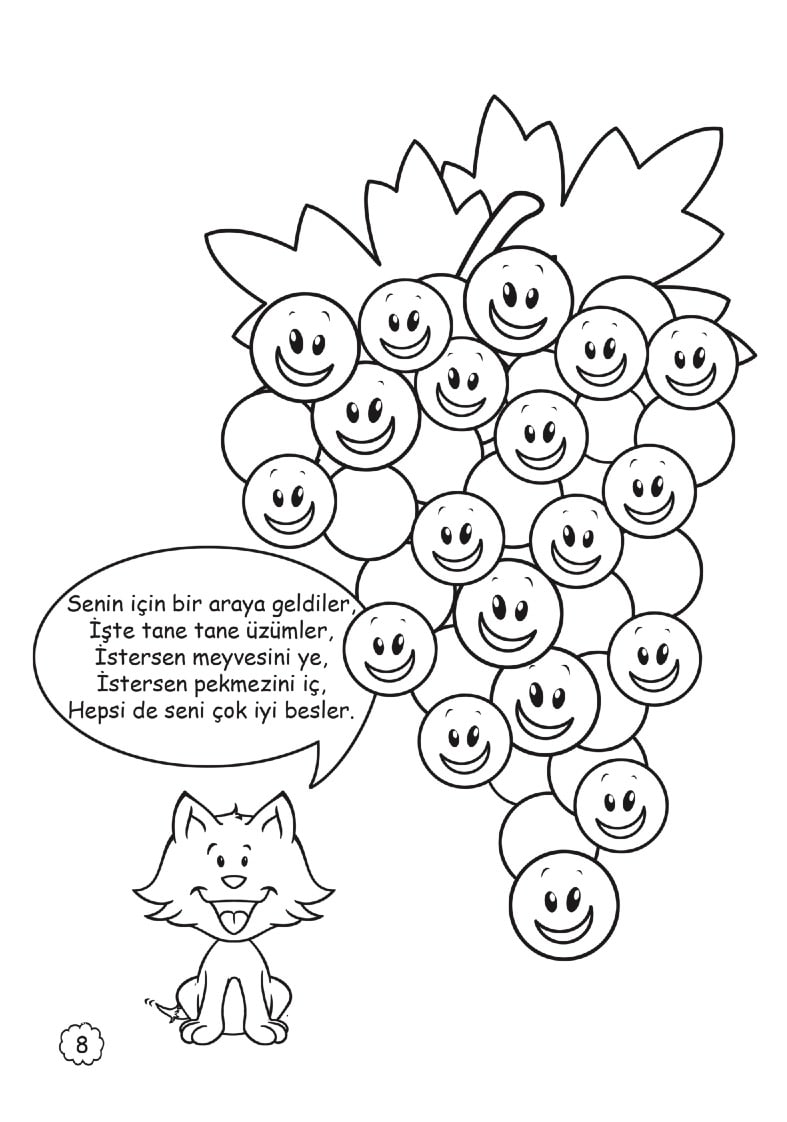 Senin için bir araya geldiler,
İşte tane tane üzümler,
İstersen meyvesini ye,
İstersen pekmezini iç,
Hepsi de seni çok iyi besler.
8